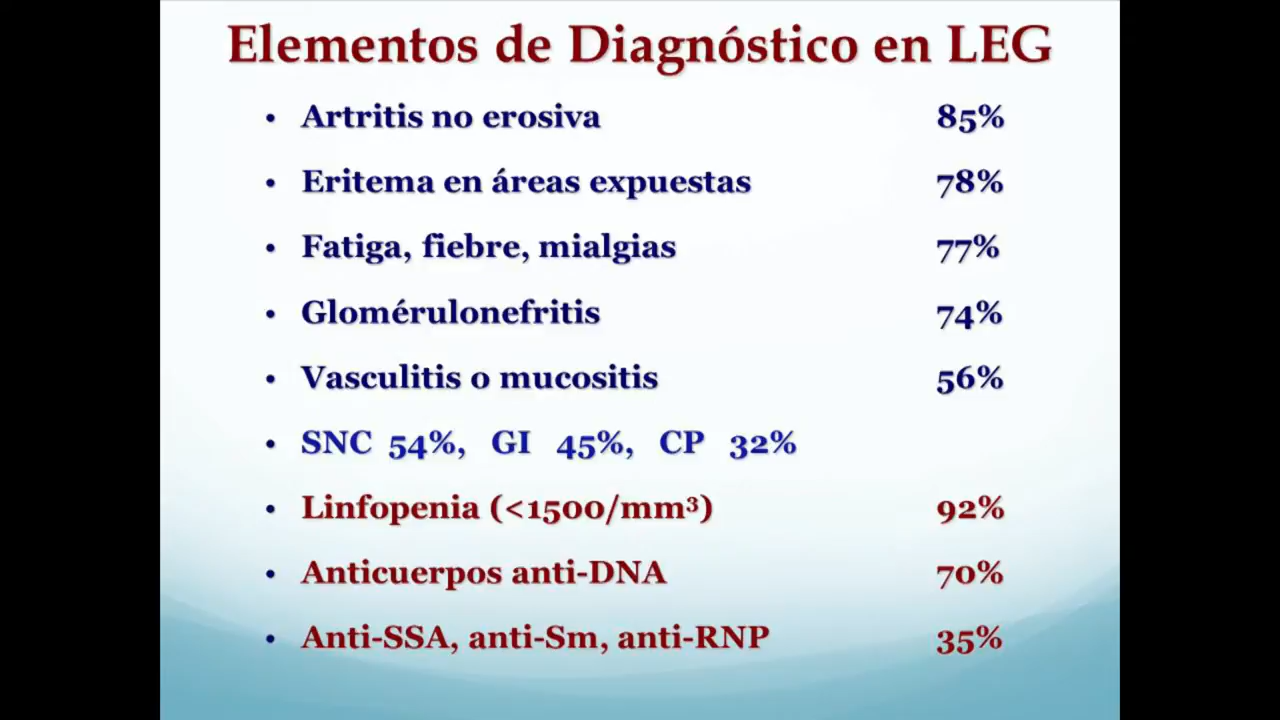 Elementos de Diagnóstico en LEG
• Artritis no erosiva 85%
• Eritema en áreas expuestas 78%
• Fatiga, fiebre, mialgias 77%
• Glomérulonefritis 74%
• Vasculitis o mucositis 56%
• SNC 54%, GI 45%, CP 32%
• Linfopenia (<1500/mm³) 92%
• Anticuerpos anti-DNA 70%
• Anti-SSA, anti-Sm, anti-RNP 35%